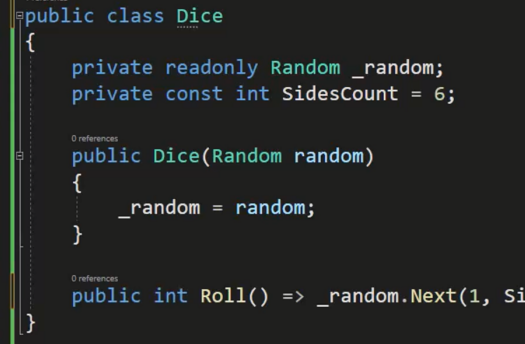 public class Dice
{
private readonly Random _random;
private const int SidesCount = 6;
0 references
public Dice(Random random)
{
_random = random;
}
0 references
public int Roll() => _random.Next(1, Si
}